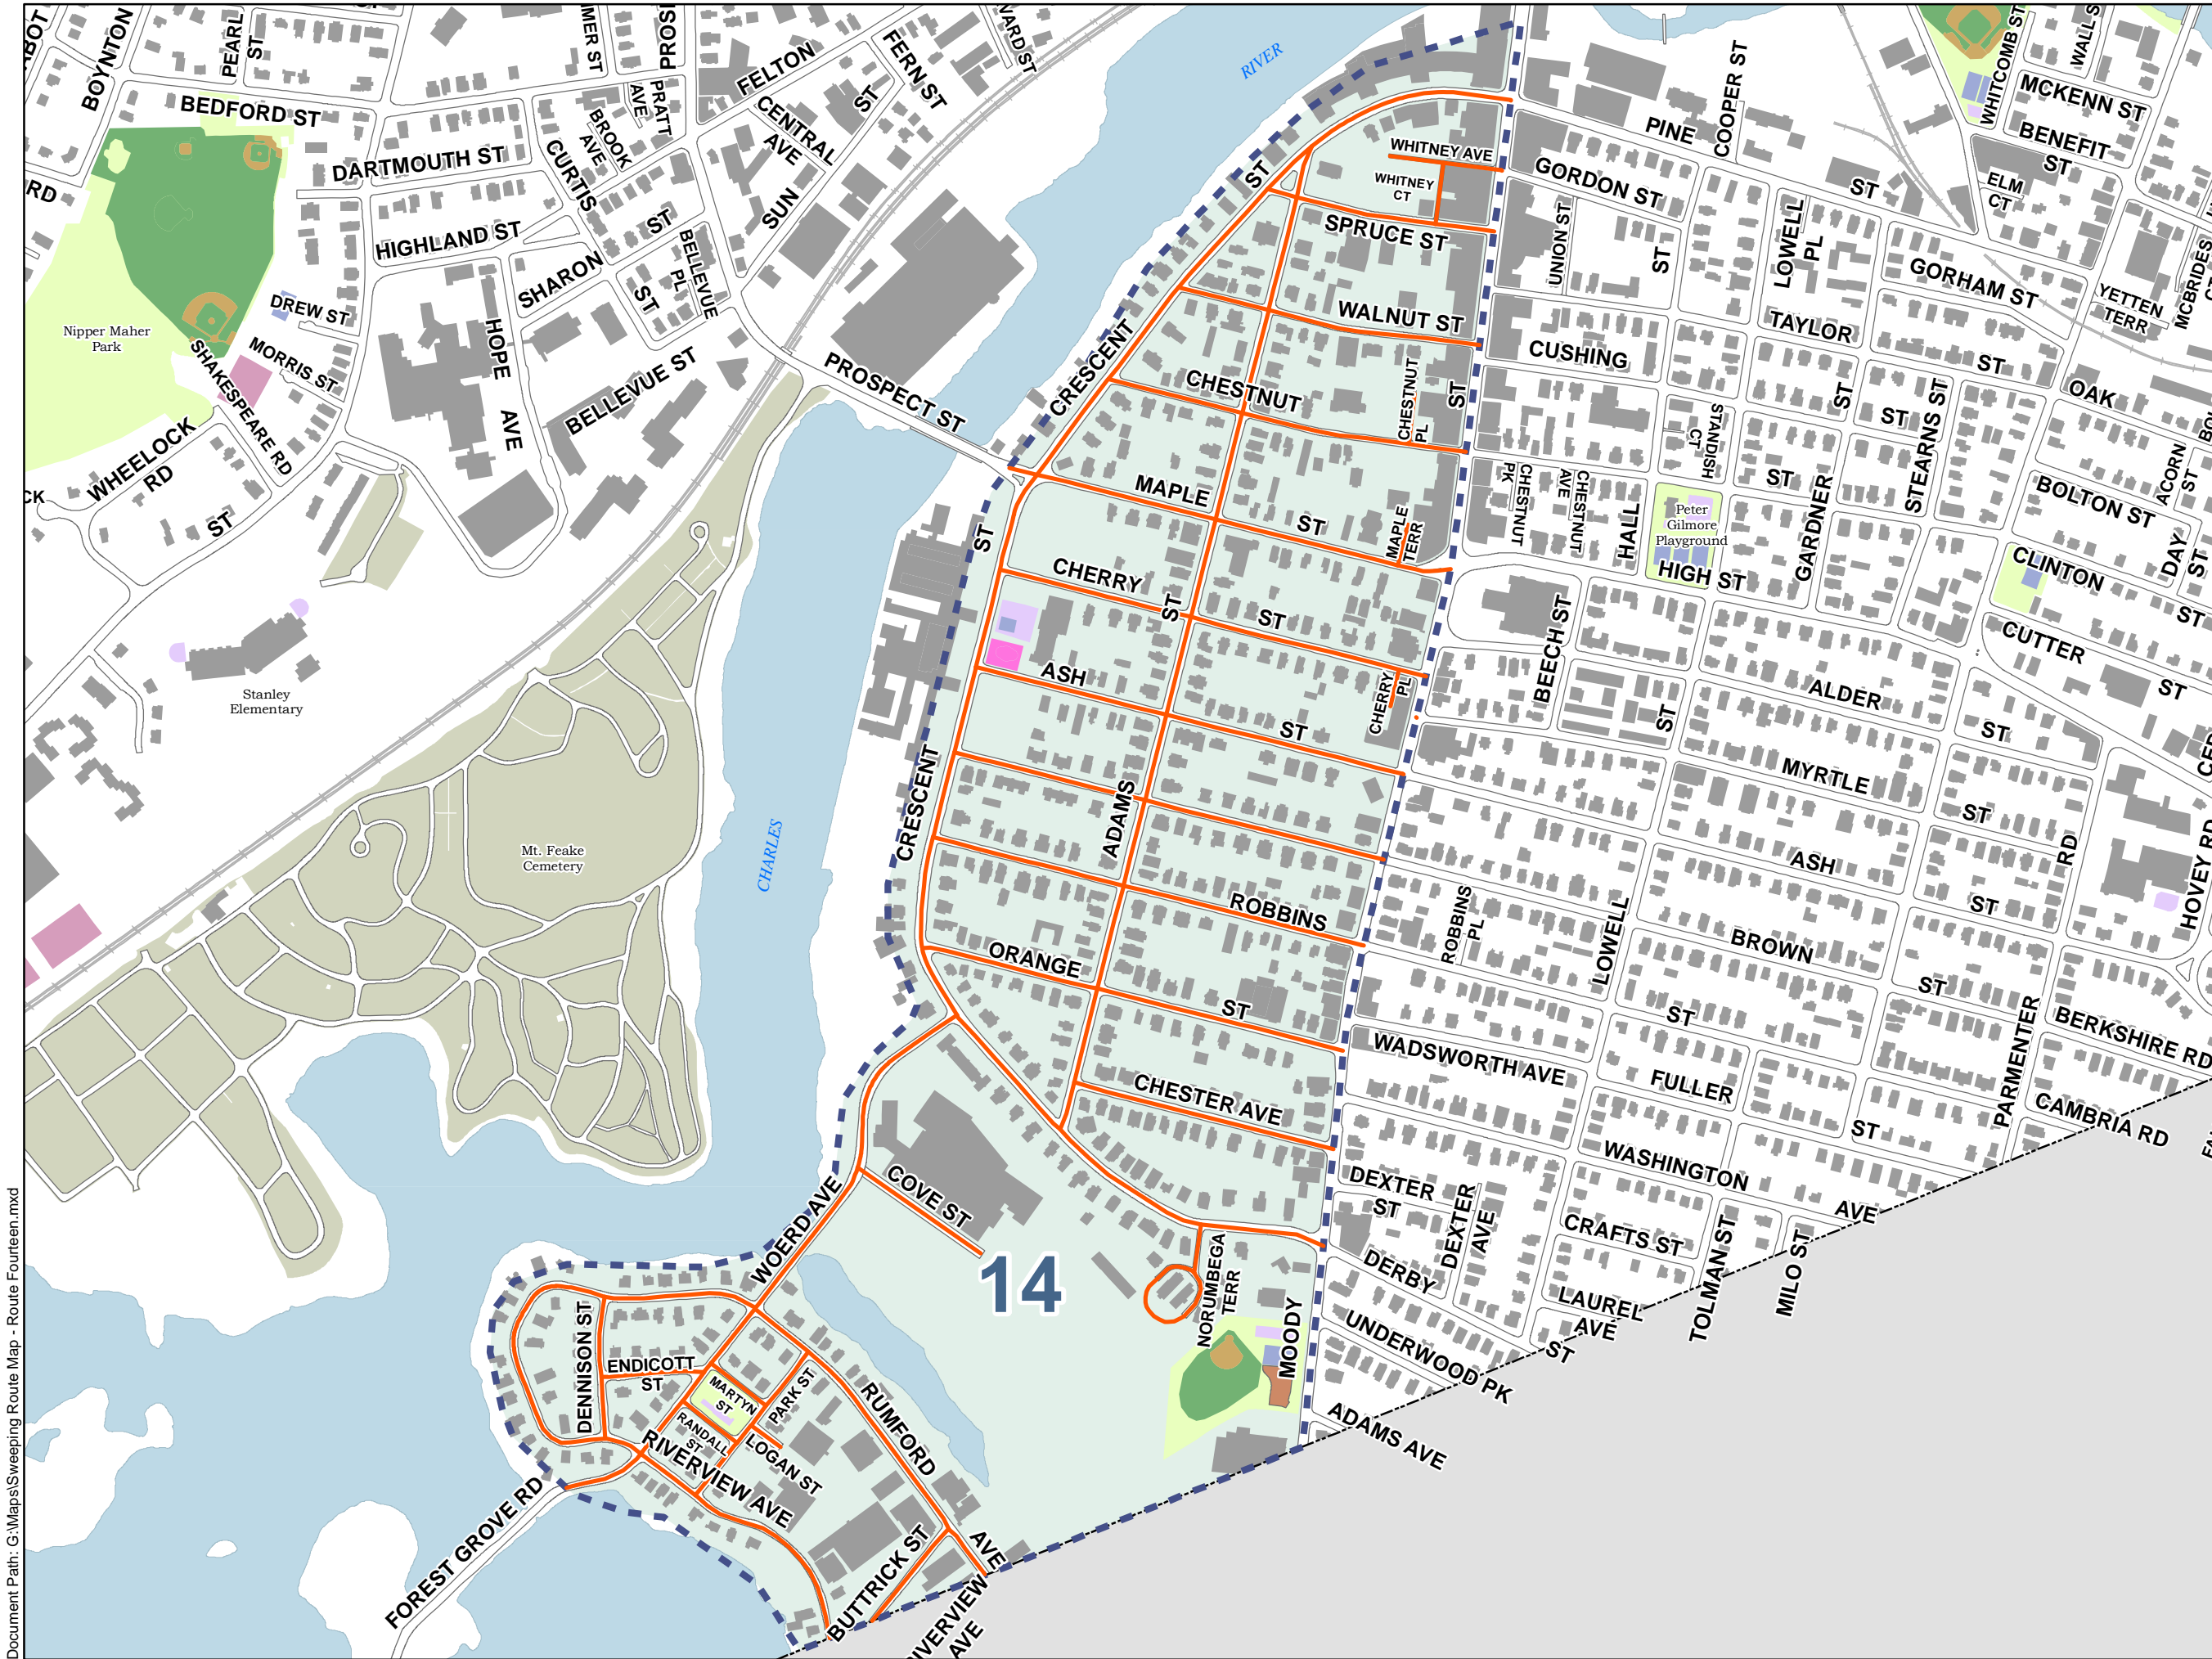 BOYNTON
PEARL
ST
BEDFORD ST
DARTMOUTH ST
HIGHLAND ST
CURTIS
BROOK
AVE
PRATT
AVE
FELTON
FERN ST
CENTRAL
AVE
SUN
ST
SHARON
ST
ST
BELLEVUE
PL
HOPE
AVE
BELLEVUE ST
DREW ST
MORRIS ST
SHAKESPEARE RD
WHEELOCK
RD
ST
RD
CK
Nipper Maher
Park
Stanley
Elementary
Mt. Feake
Cemetery
PROSPECT ST
RIVER
CHARLES
CRESCENT
ST
CRESCENT
ST
WHITNEY AVE
WHITNEY
CT
SPRUCE ST
WALNUT ST
CHESTNUT
CHESTNUT
PL
ST
MAPLE
ST
MAPLE
TERR
CHERRY
ST
ST
CHERRY
PL
ASH
ST
ADAMS
ROBBINS
ORANGE
ST
CHESTER AVE
COVE ST
WOERD AVE
14
NORUMBEGA
TERR
MOODY
DENNISON ST
ENDICOTT
ST
MARTYN
ST
PARK ST
RANDALL
ST
LOGAN ST
RIVERVIEW AVE
RUMFORD
AVE
BUTTRICK ST
FOREST GROVE RD
AVE
PINE
ST
COOPER ST
GORDON ST
UNION ST
ST
LOWELL
PL
CUSHING
TAYLOR
ST
GORHAM ST
ST
ST
WHITCOMB ST
MCKENN ST
BENEFIT
ST
ELM
CT
YETTEN
TERR
OAK
STANDISH
CT
ST
STEARNS ST
CHESTNUT
PK
CHESTNUT
AVE
HALL
Peter
Gilmore
Playground
HIGH ST
GARDNER
BOLTON ST
ACORN
ST
CLINTON
ST
DAY
ST
CUTTER
ST
BEECH ST
ST
ALDER
ST
MYRTLE
ST
ASH
ST
RD
HOVEY RD
ROBBINS
PL
LOWELL
BROWN
ST
ST
WADSWORTH AVE
FULLER
ST
PARMENTER
BERKSHIRE RD
CAMBRIA RD
WASHINGTON
AVE
DEXTER
ST
DEXTER
AVE
CRAFTS ST
TOLMAN ST
MILO ST
DERBY
ST
LAUREL
AVE
UNDERWOOD PK
ADAMS AVE
Document Path: G:\Maps\Sweeping Route Map - Route Fourteen.mxd